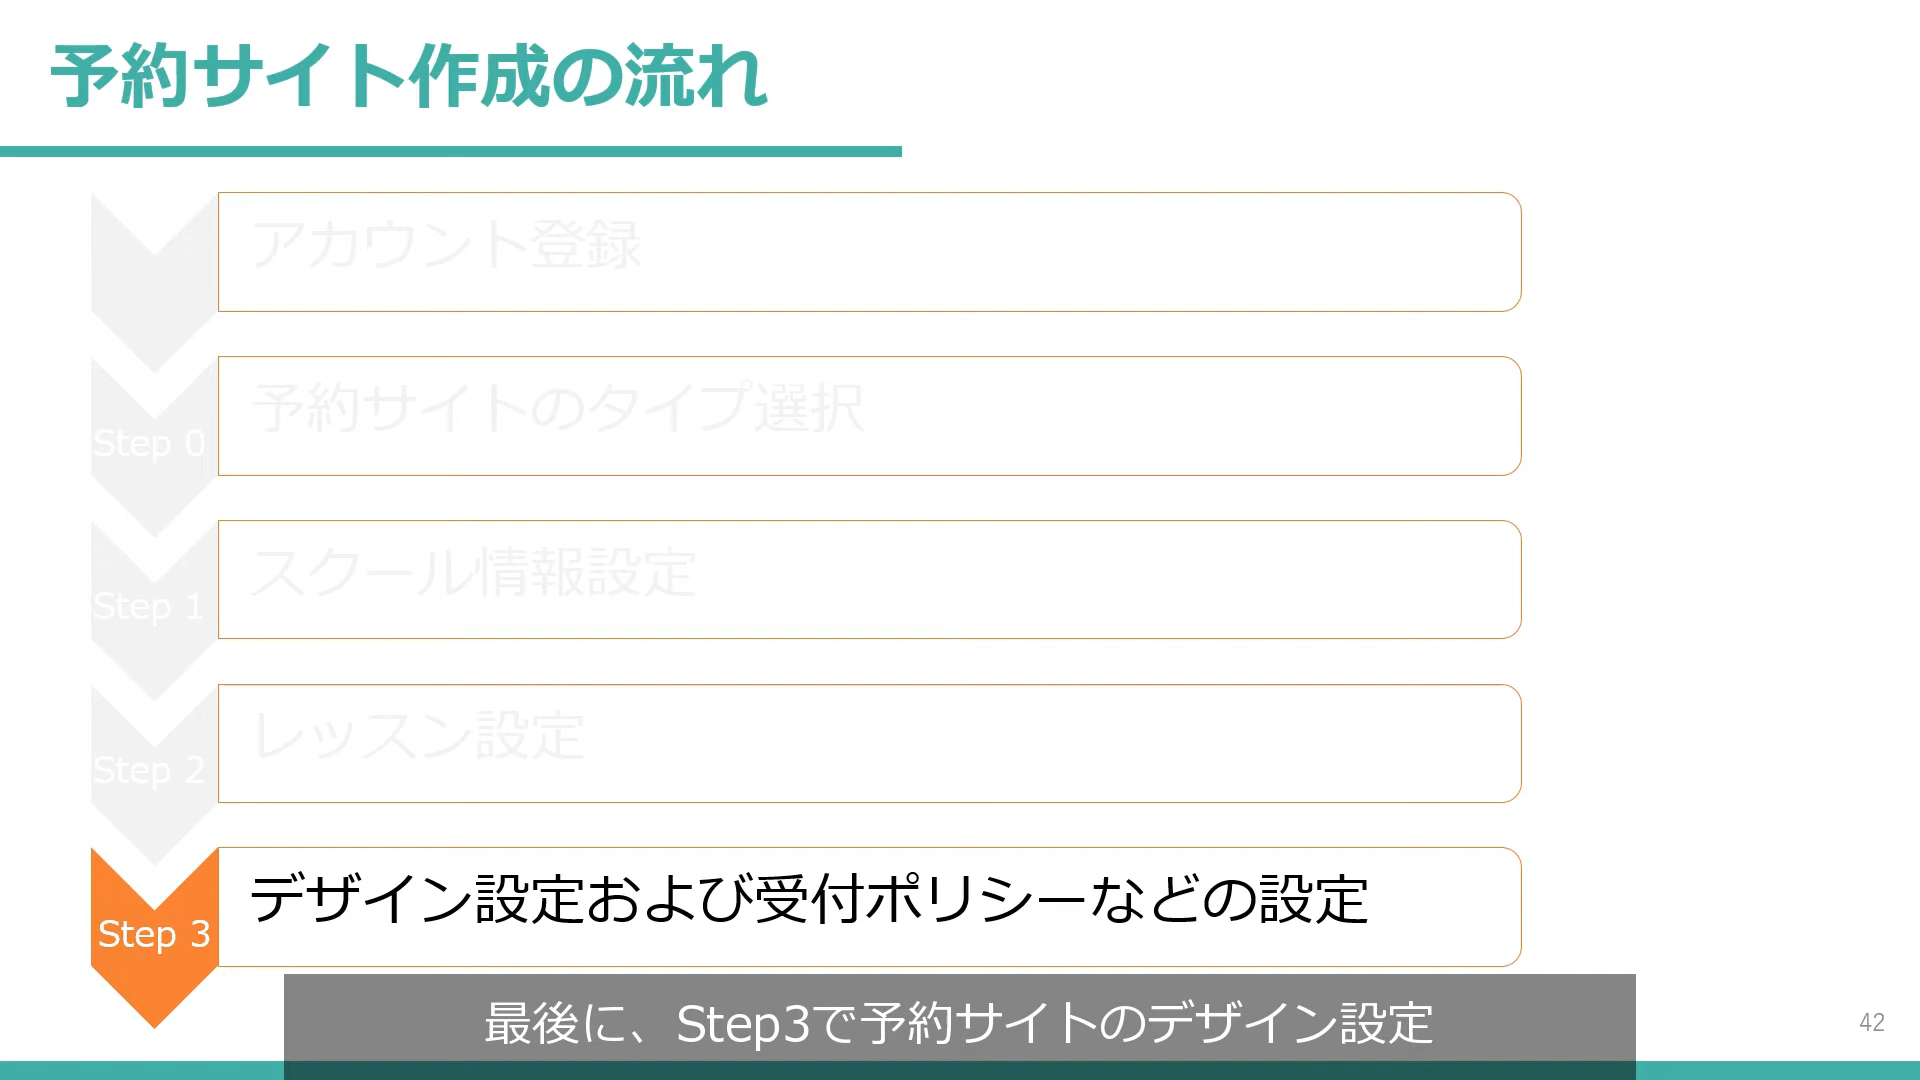 予約サイト作成の流れ
アカウント登録
予約サイトのタイプ選択
Step 0
スクール情報設定
Step 1
レッスン設定
Step 2
デザイン設定および受付ポリシーなどの設定
Step 3
最後に、Step3で予約サイトのデザイン設定
42